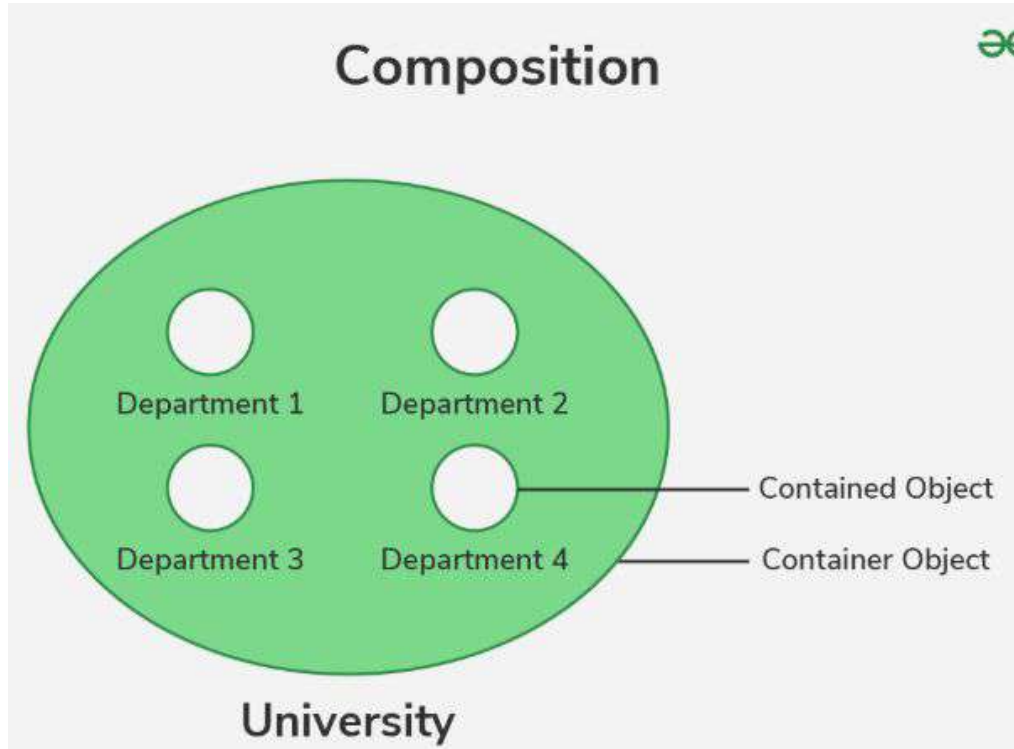 Composition
Department 1
Department 2
Department 3
Department 4
Contained Object
Container Object
University